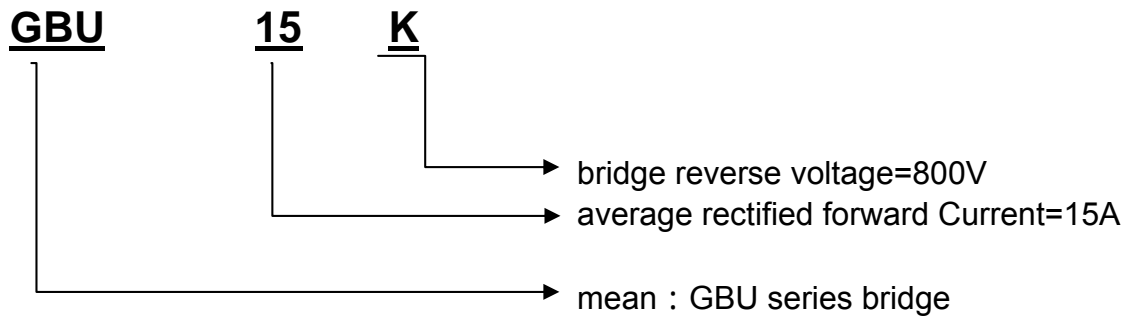 GBU 15 K
bridge reverse voltage=800V
average rectified forward Current=15A
mean：GBU series bridge